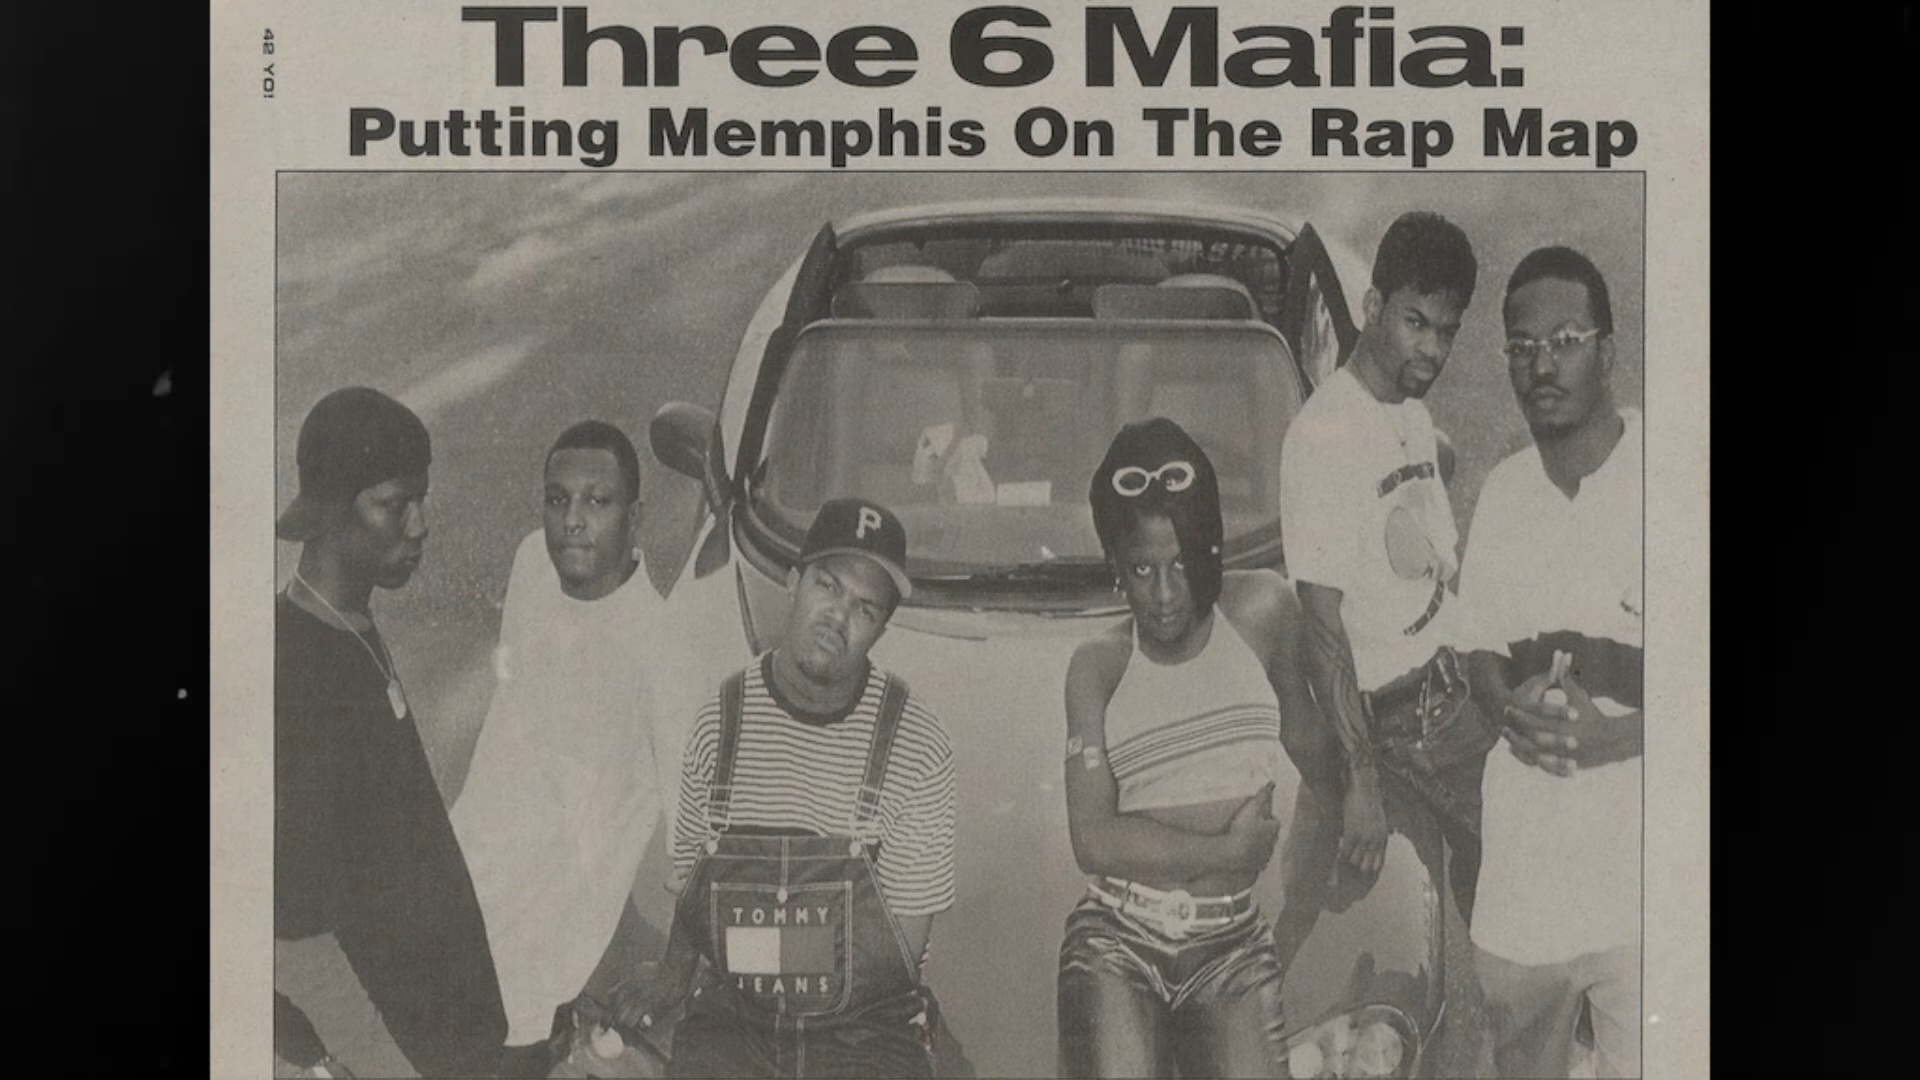 42 YO!
Three 6 Mafia:
Putting Memphis On The Rap Map
P
TOMMY
JEANS